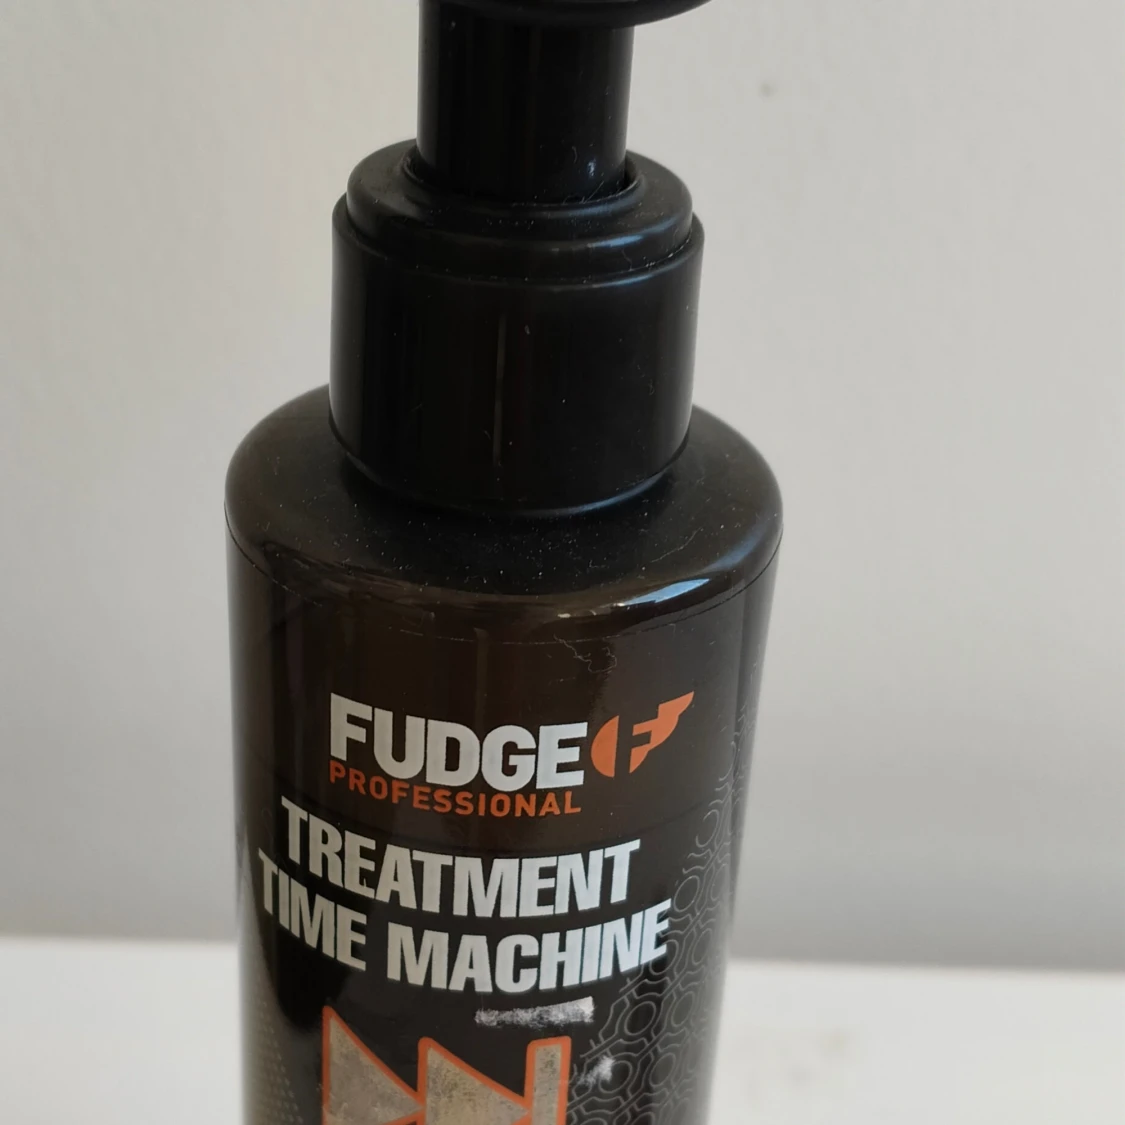 FUDGE F
PROFESSIONAL
TREATMENT
TIME MACHINE